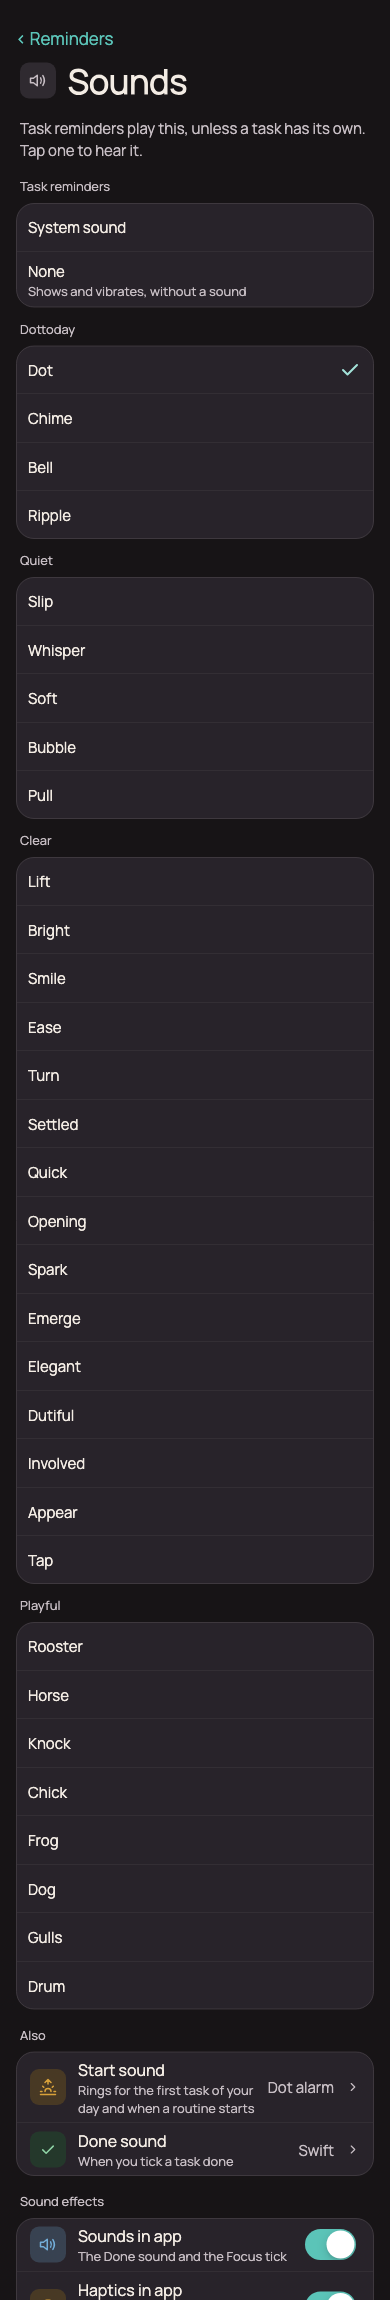 ‹ Reminders
Sounds
Task reminders play this, unless a task has its own.
Tap one to hear it.
Task reminders
System sound
None
Shows and vibrates, without a sound
Dottoday
Dot
Chime
Bell
Ripple
Quiet
Slip
Whisper
Soft
Bubble
Pull
Clear
Lift
Bright
Smile
Ease
Turn
Settled
Quick
Opening
Spark
Emerge
Elegant
Dutiful
Involved
Appear
Tap
Playful
Rooster
Horse
Knock
Chick
Frog
Dog
Gulls
Drum
Also
Start sound
Rings for the first task of your
day and when a routine starts
Dot alarm
Done sound
When you tick a task done
Swift
Sound effects
Sounds in app
The Done sound and the Focus tick
Haptics in app